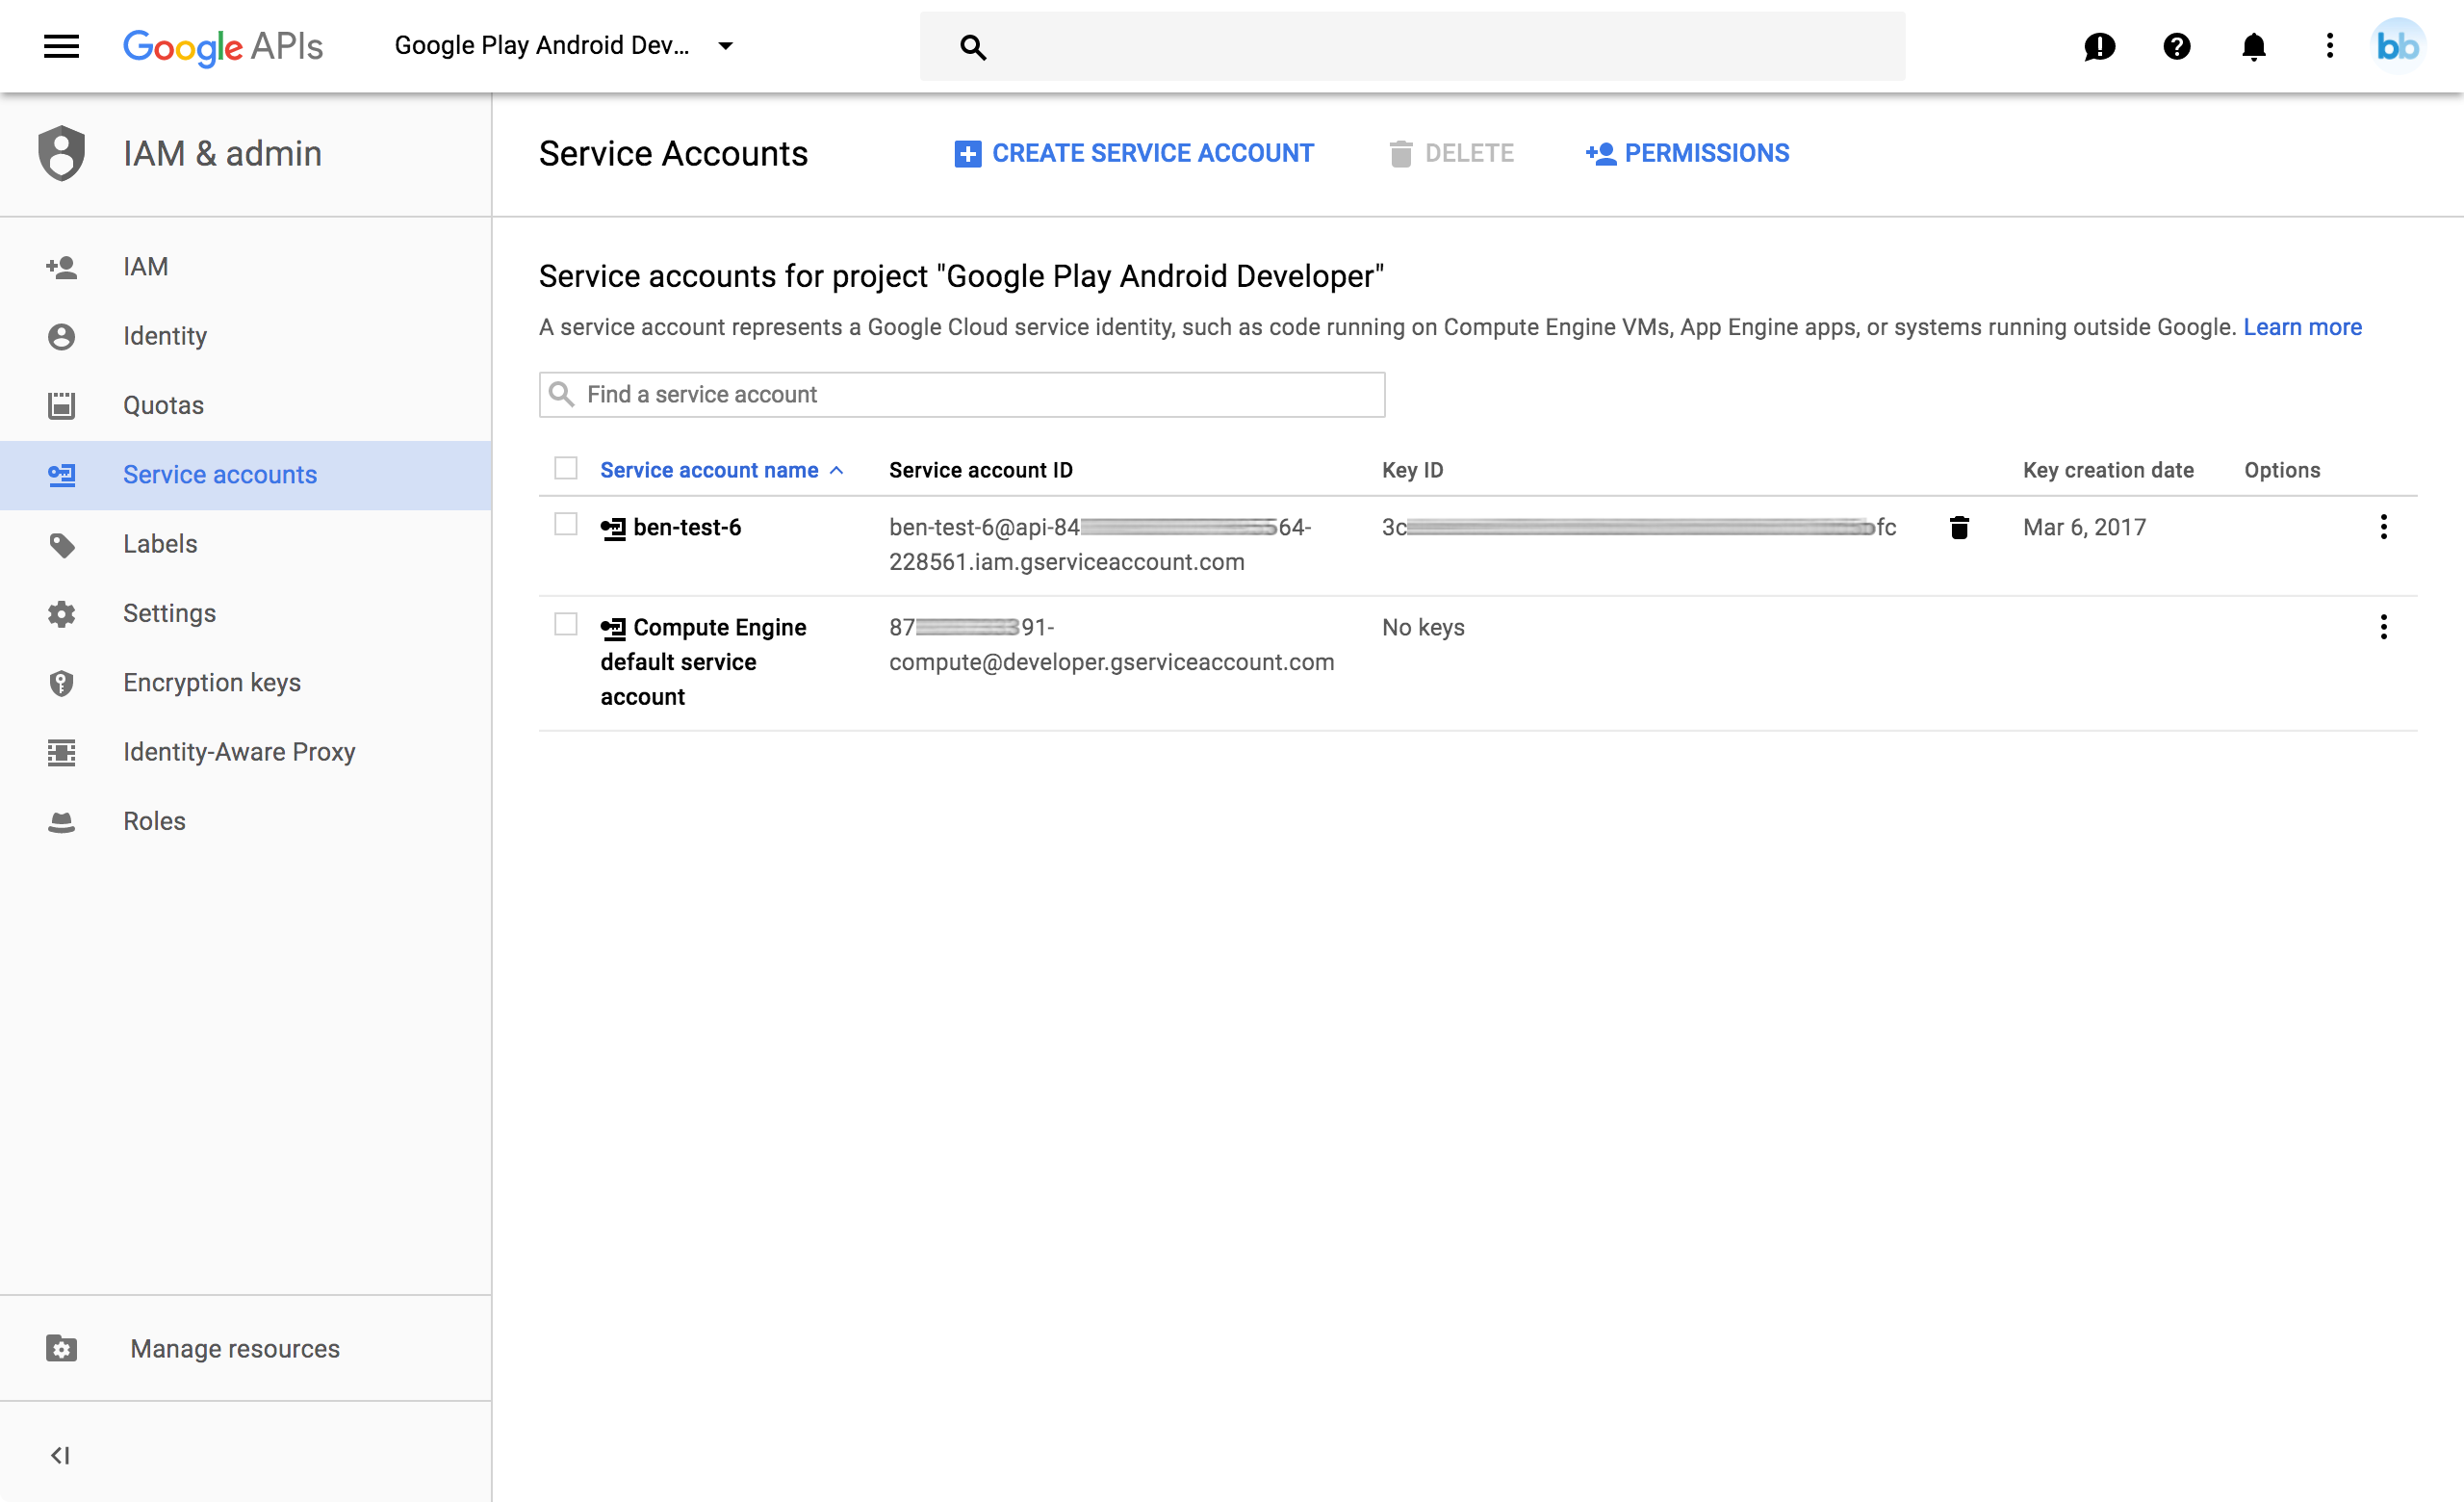 Google APIs
Google Play Android Dev...
bb
IAM & admin
Service Accounts
CREATE SERVICE ACCOUNT
DELETE
PERMISSIONS
IAM
Identity
Quotas
Service accounts
Labels
Settings
Encryption keys
Identity-Aware Proxy
Roles
Manage resources
Service accounts for project "Google Play Android Developer"
A service account represents a Google Cloud service identity, such as code running on Compute Engine VMs, App Engine apps, or systems running outside Google. Learn more
Find a service account
Service account name
Service account ID
Key ID
Key creation date
Options
ben-test-6
ben-test-6@api-84 64-
228561.iam.gserviceaccount.com
3c fc
Mar 6, 2017
Compute Engine
default service
account
87 91-
compute@developer.gserviceaccount.com
No keys